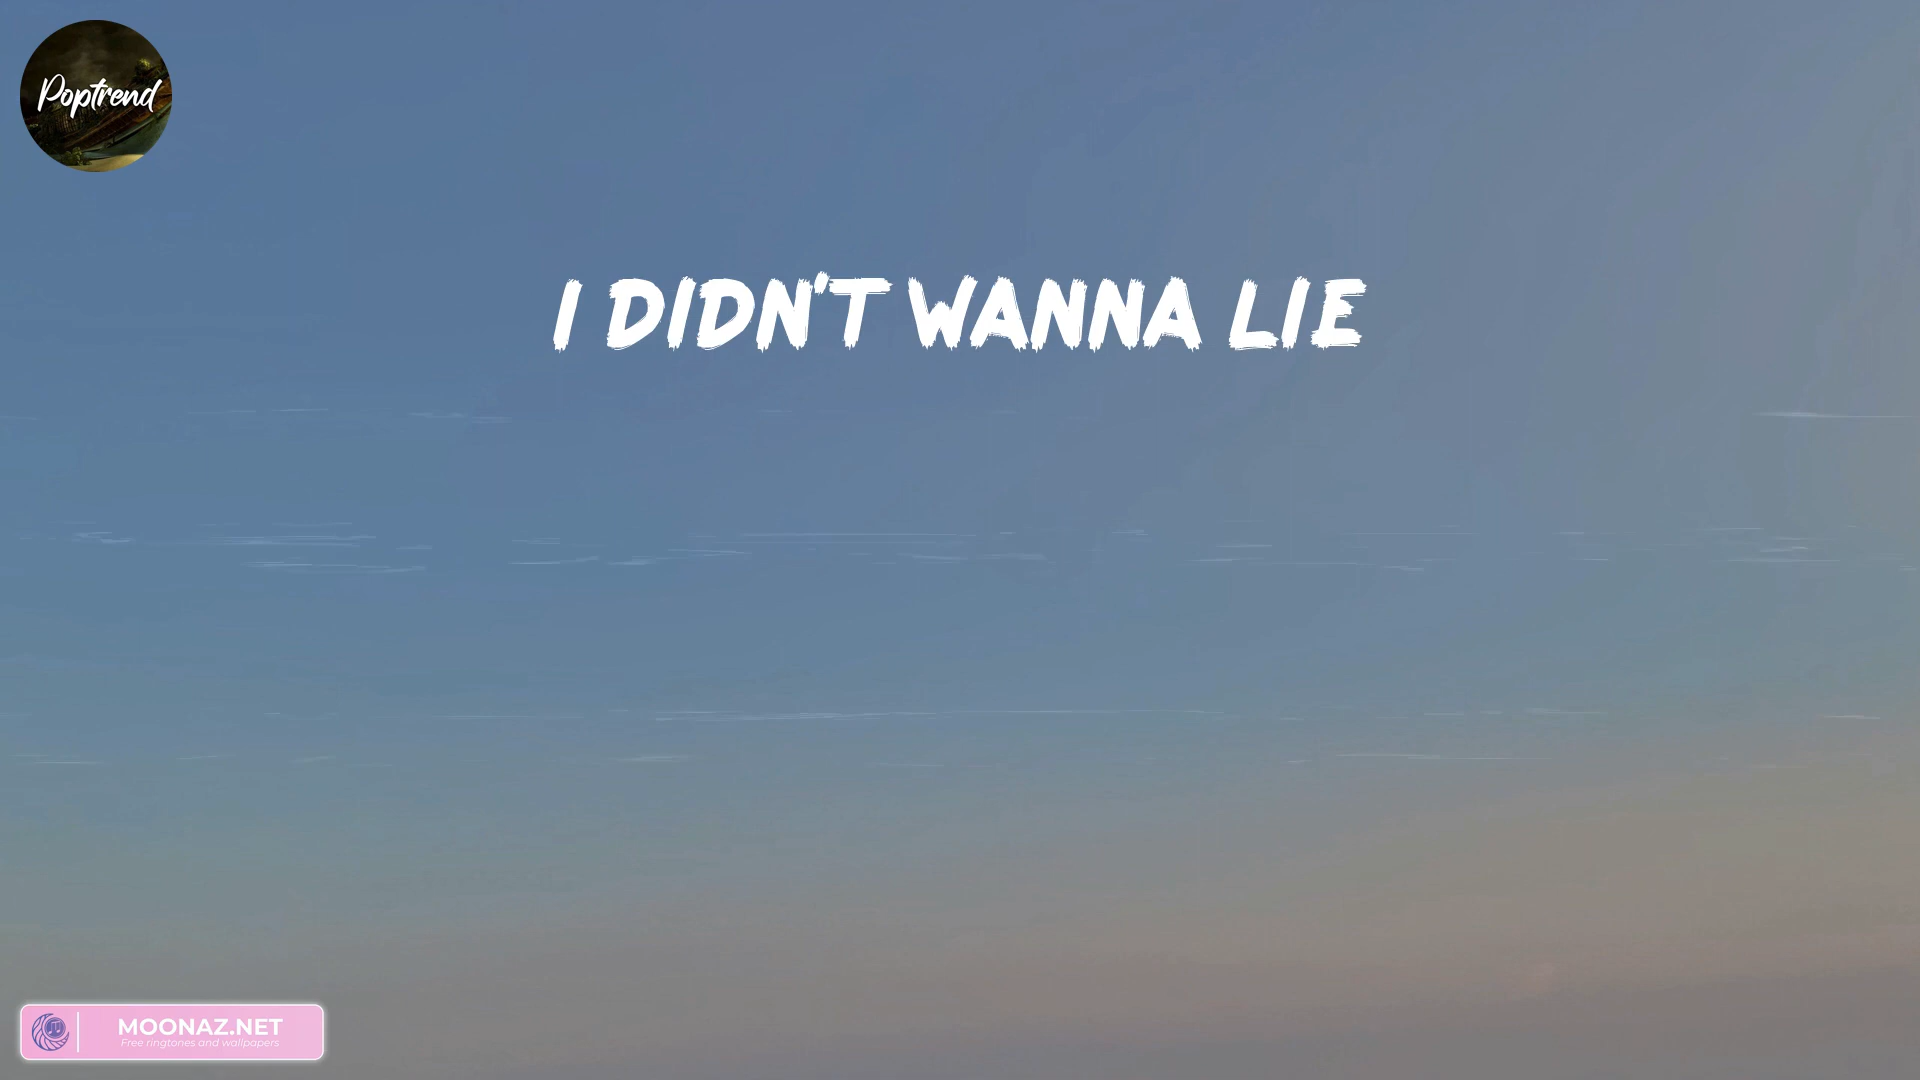 Poptrend
I DIDN'T WANNA LIE
MOONAZ.NET
Free ringtones and wallpapers